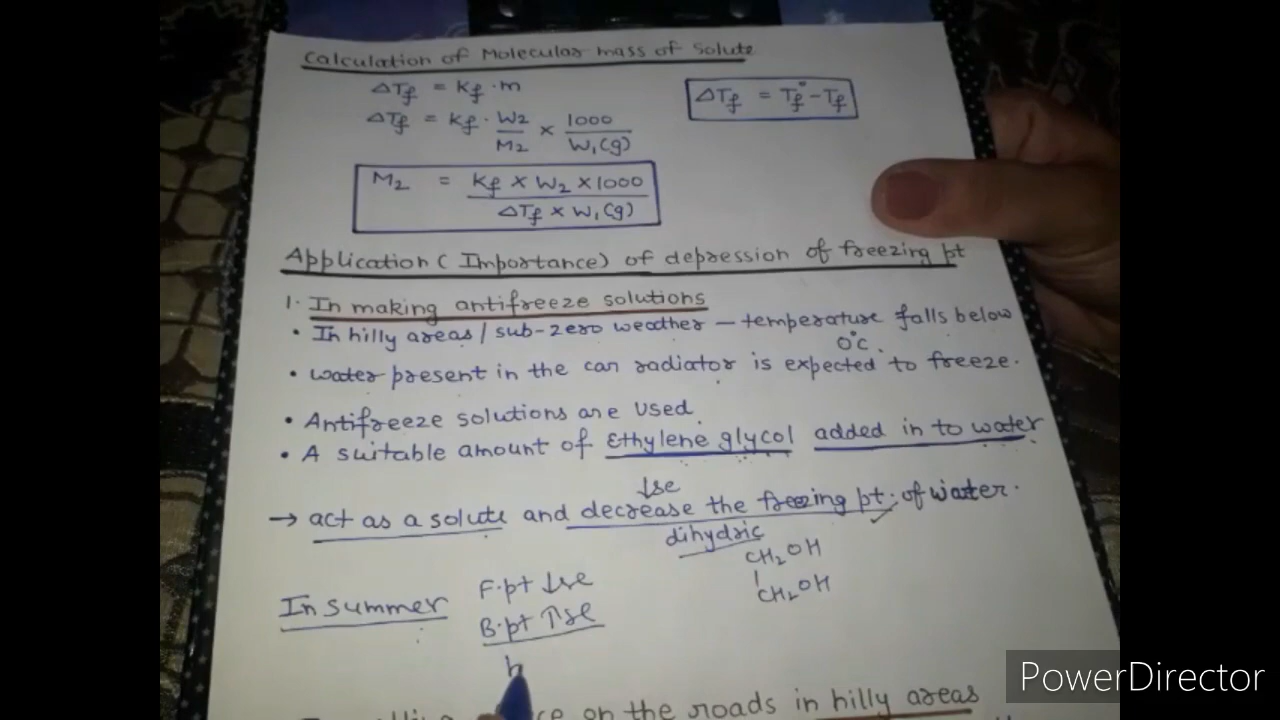 Calculation of Molecular mass of Solute
ΔTf = Kf · m
ΔTf = Tf° - Tf
ΔTf = Kf · W2/M2 × 1000/W1(g)
M2 = Kf × W2 × 1000 / ΔTf × W1(g)
Application (Importance) of depression of freezing pt
1. In making antifreeze solutions
• In hilly areas / sub-zero weather — temperature falls below
0°C.
• Water present in the car radiator is expected to freeze.
• Antifreeze solutions are used.
• A suitable amount of Ethylene glycol added in to water
↓se
→ act as a solute and decrease the freezing pt. of water.
dihydric
CH2OH
|
CH2OH
In summer
F.pt ↓se
B.pt ↑se
on the roads in hilly areas
PowerDirector